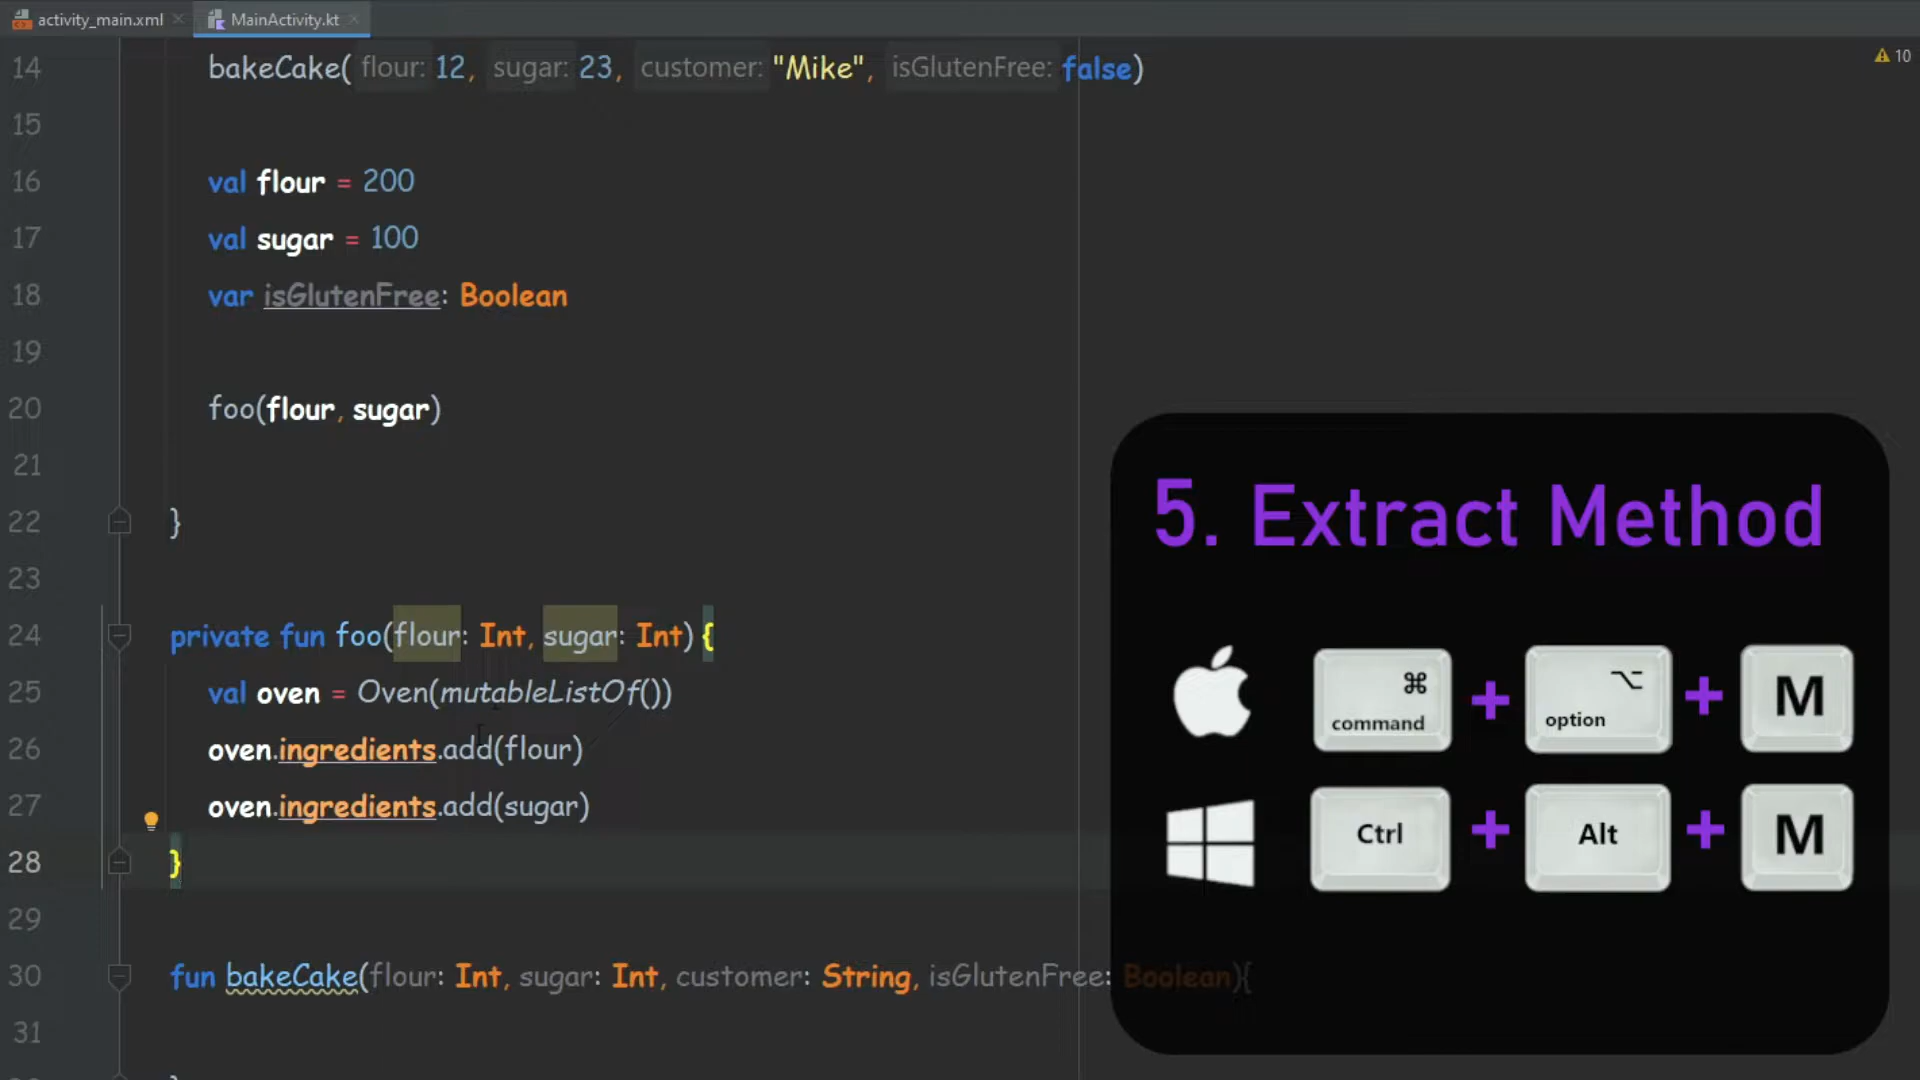 activity_main.xml MainActivity.kt
14 bakeCake( flour: 12, sugar: 23, customer: "Mike", isGlutenFree: false)
10
15
16 val flour = 200
17 val sugar = 100
18 var isGlutenFree: Boolean
19
20 foo(flour, sugar)
21
22 }
23
24 private fun foo(flour: Int, sugar: Int) {
25 val oven = Oven(mutableListOf())
26 oven.ingredients.add(flour)
27 oven.ingredients.add(sugar)
28 }
29
30 fun bakeCake(flour: Int, sugar: Int, customer: String, isGlutenFree: Boolean){
31
5. Extract Method
⌘ command + ⌥ option + M
Ctrl + Alt + M